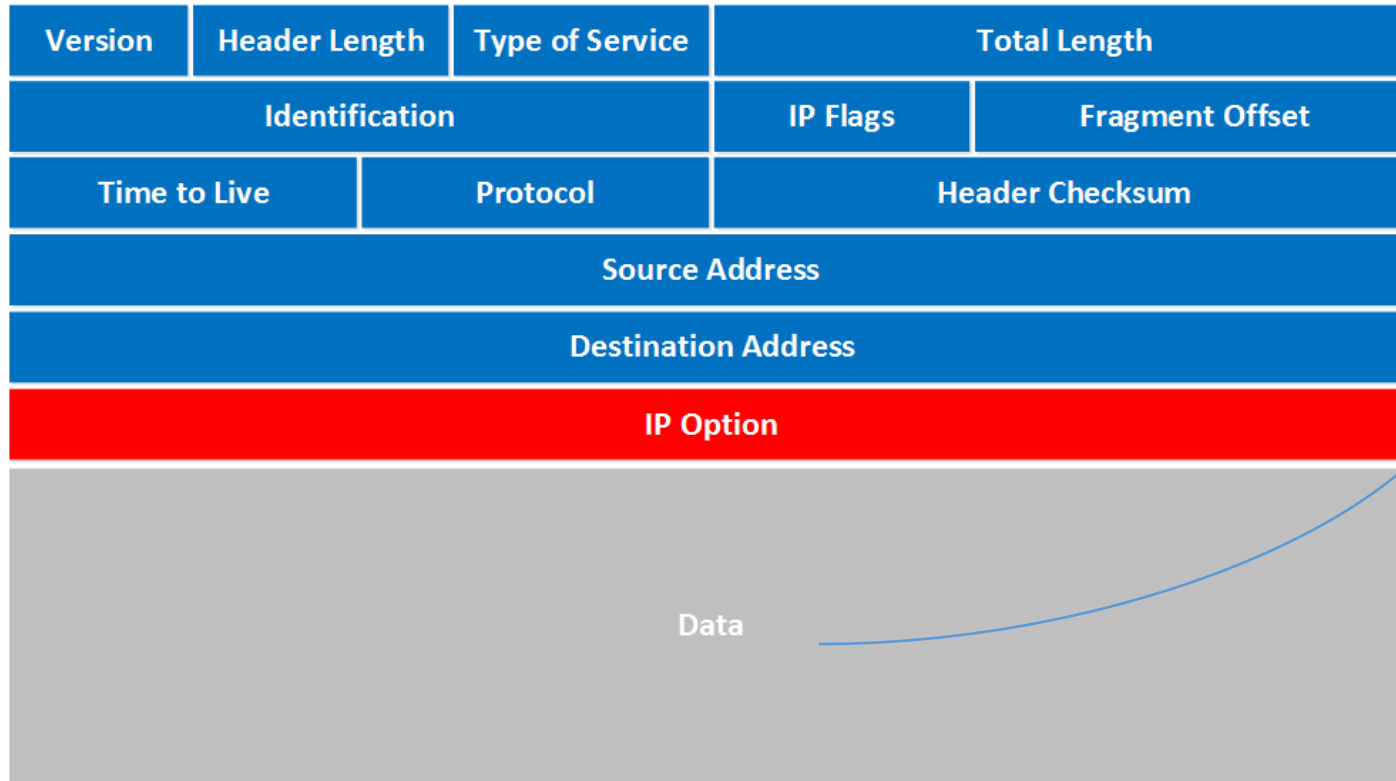 Version Header Length Type of Service Total Length
Identification IP Flags Fragment Offset
Time to Live Protocol Header Checksum
Source Address
Destination Address
IP Option
Data